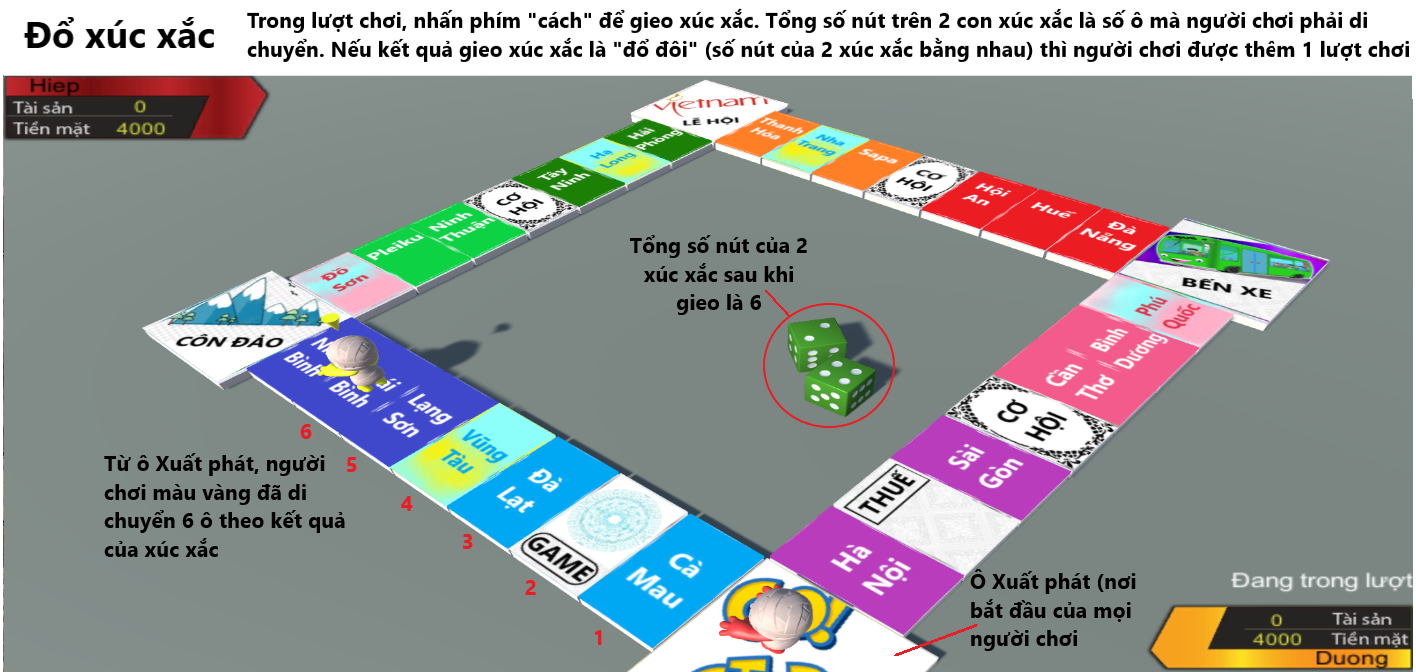 Đổ xúc xắc
Trong lượt chơi, nhấn phím "cách" để gieo xúc xắc. Tổng số nút trên 2 con xúc xắc là số ô mà người chơi phải di
chuyển. Nếu kết quả gieo xúc xắc là "đổ đôi" (số nút của 2 xúc xắc bằng nhau) thì người chơi được thêm 1 lượt chơi
Hiep
Tài sản 0
Tiền mặt 4000
Vietnam
LỄ HỘI
Thanh
Hóa
Nha
Trang
Sapa
CƠ
HỘI
Hội
An
Huế
Đà
Nẵng
BẾN XE
Hải
Phòng
Hạ
Long
Tây
Ninh
CƠ
HỘI
Ninh
Thuận
Pleiku
Đồ
Sơn
CÔN ĐẢO
Tổng số nút của 2
xúc xắc sau khi
gieo là 6
Phú
Quốc
Bình
Dương
Cần
Thơ
CƠ
HỘI
Sài
Gòn
THUẾ
Hà
Nội
Bình
Bình
Lạng
Sơn
Vũng
Tàu
Đà
Lạt
GAME
Cà
Mau
6
5
4
3
2
1
Từ ô Xuất phát, người
chơi màu vàng đã di
chuyển 6 ô theo kết quả
của xúc xắc
Ô Xuất phát (nơi
bắt đầu của mọi
người chơi
Đang trong lượt
0 Tài sản
4000 Tiền mặt
Duong